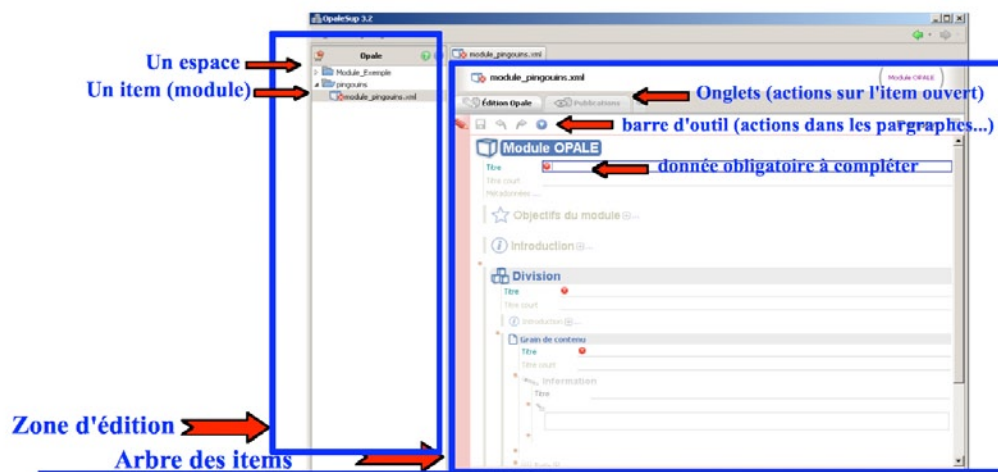 OpaleSup 3.2
Opale
module_pingouins.xml
Un espace
Module_Exemple
pingouins
Un item (module)
module_pingouins.xml
module_pingouins.xml
Module OPALE
Onglets (actions sur l'item ouvert)
Édition Opale
Publications
barre d'outil (actions dans les pargraphes...)
Module OPALE
Titre
donnée obligatoire à compléter
Titre court
Métadonnées ...
Objectifs du module ...
Introduction ...
Division
Titre
Titre court
Introduction ...
Grain de contenu
Titre
Titre court
Information
Titre
Zone d'édition
Arbre des items